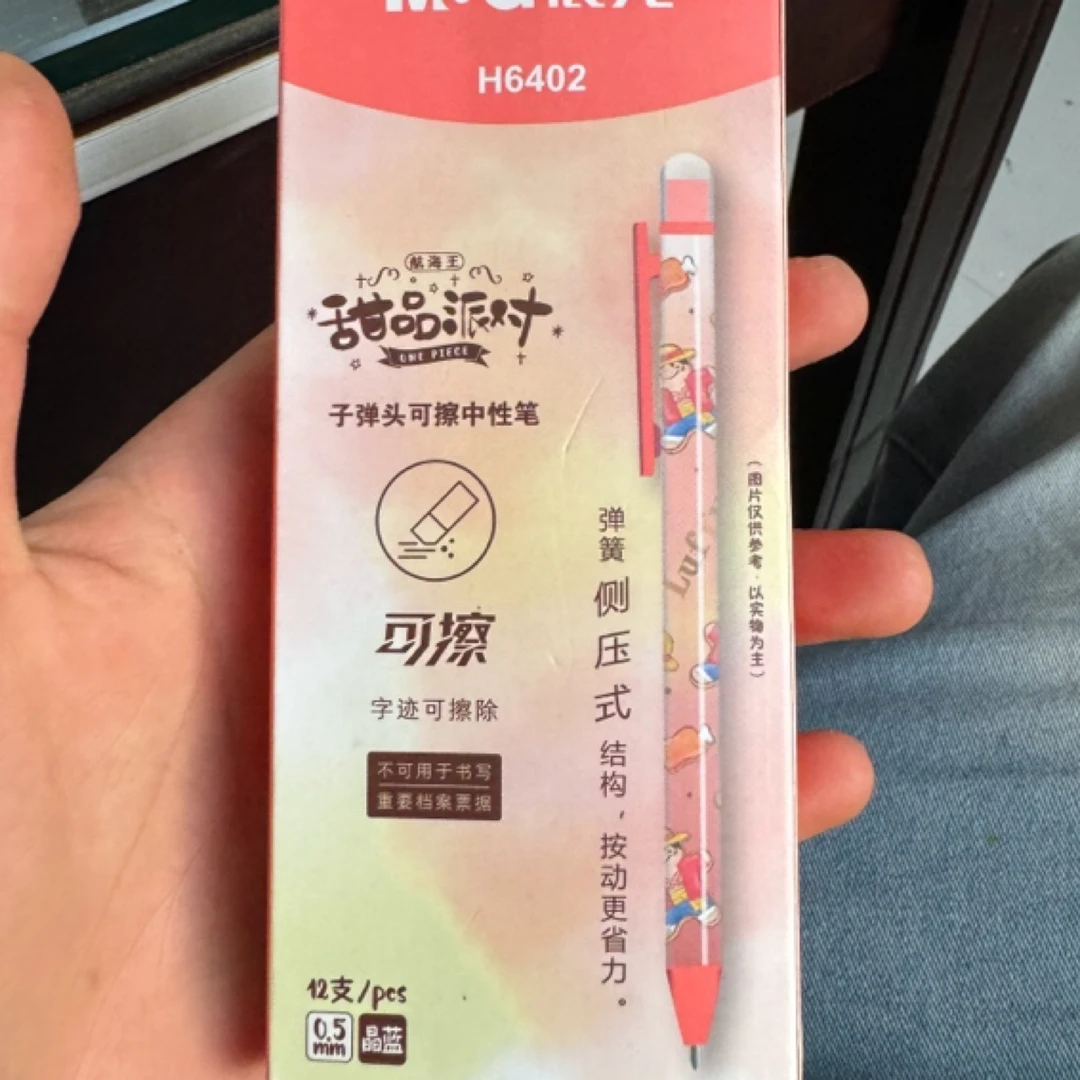 H6402
航海王
甜品派对
ONE PIECE
子弹头可擦中性笔
可擦
字迹可擦除
不可用于书写
重要档案票据
弹簧侧压式结构，按动更省力。
Luf
（图片仅供参考，以实物为主）
12支/pcs
0.5
mm
晶蓝